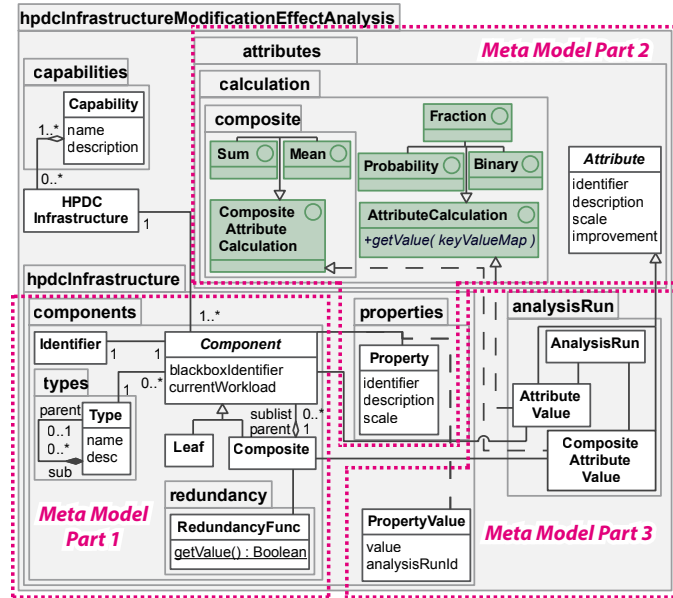 hpdcInfrastructureModificationEffectAnalysis
attributes
Meta Model Part 2
capabilities
Capability
name
description
1..*
0..*
HPDC
Infrastructure
1
calculation
composite
Sum
Mean
Composite
Attribute
Calculation
Fraction
Probability
Binary
AttributeCalculation
+getValue( keyValueMap )
Attribute
identifier
description
scale
improvement
hpdcInfrastructure
components
1..*
Identifier
1
1
Component
blackboxIdentifier
currentWorkload
types
1
0..*
parent
0..1
0..*
sub
Type
name
desc
Leaf
sublist
0..*
parent
1
Composite
redundancy
RedundancyFunc
getValue() : Boolean
Meta Model
Part 1
properties
Property
identifier
description
scale
PropertyValue
value
analysisRunId
analysisRun
AnalysisRun
Attribute
Value
Composite
Attribute
Value
Meta Model Part 3